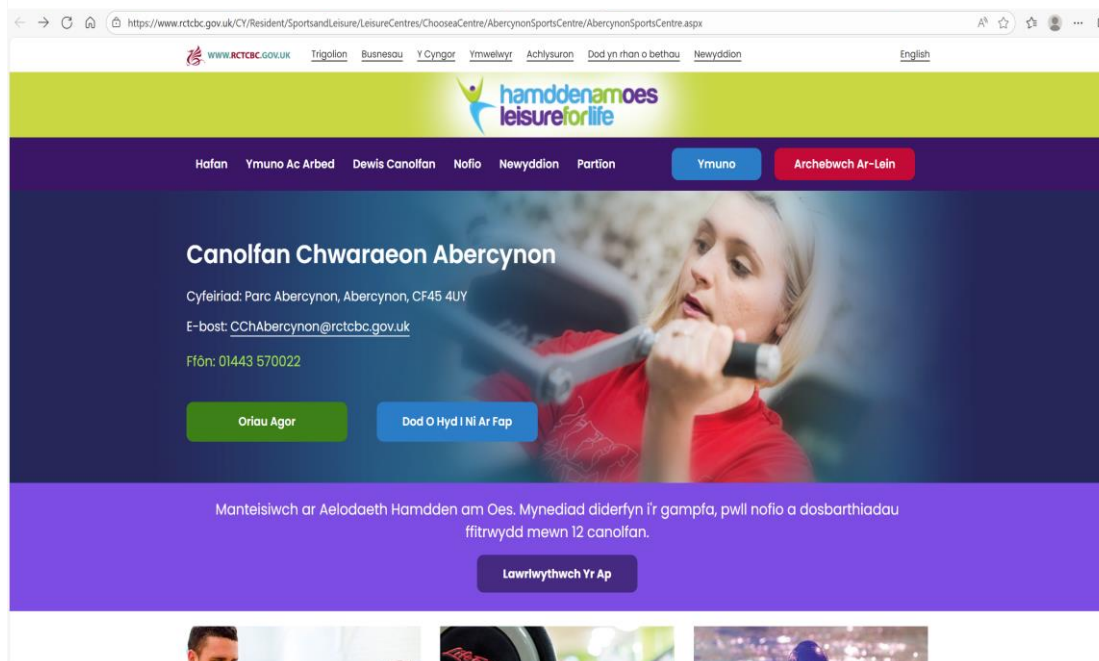 https://www.rctcbc.gov.uk/CY/Resident/SportsandLeisure/LeisureCentres/ChooseaCentre/AbercynonSportsCentre/AbercynonSportsCentre.aspx
WWW.RCTCBC.GOV.UK Trigolion Busnesau Y Cyngor Ymwelwyr Achlysuron Dod yn rhan o bethau Newyddion English
hamddenamoes
leisureforlife
Hafan Ymuno Ac Arbed Dewis Canolfan Nofio Newyddion Partïon Ymuno Archebwch Ar-Lein
Canolfan Chwaraeon Abercynon
Cyfeiriad: Parc Abercynon, Abercynon, CF45 4UY
E-bost: CChAbercynon@rctcbc.gov.uk
Ffôn: 01443 570022
Oriau Agor Dod O Hyd I Ni Ar Fap
Manteisiwch ar Aelodaeth Hamdden am Oes. Mynediad diderfyn i'r gampfa, pwll nofio a dosbarthiadau
ffitrwydd mewn 12 canolfan.
Lawrlwythwch Yr Ap